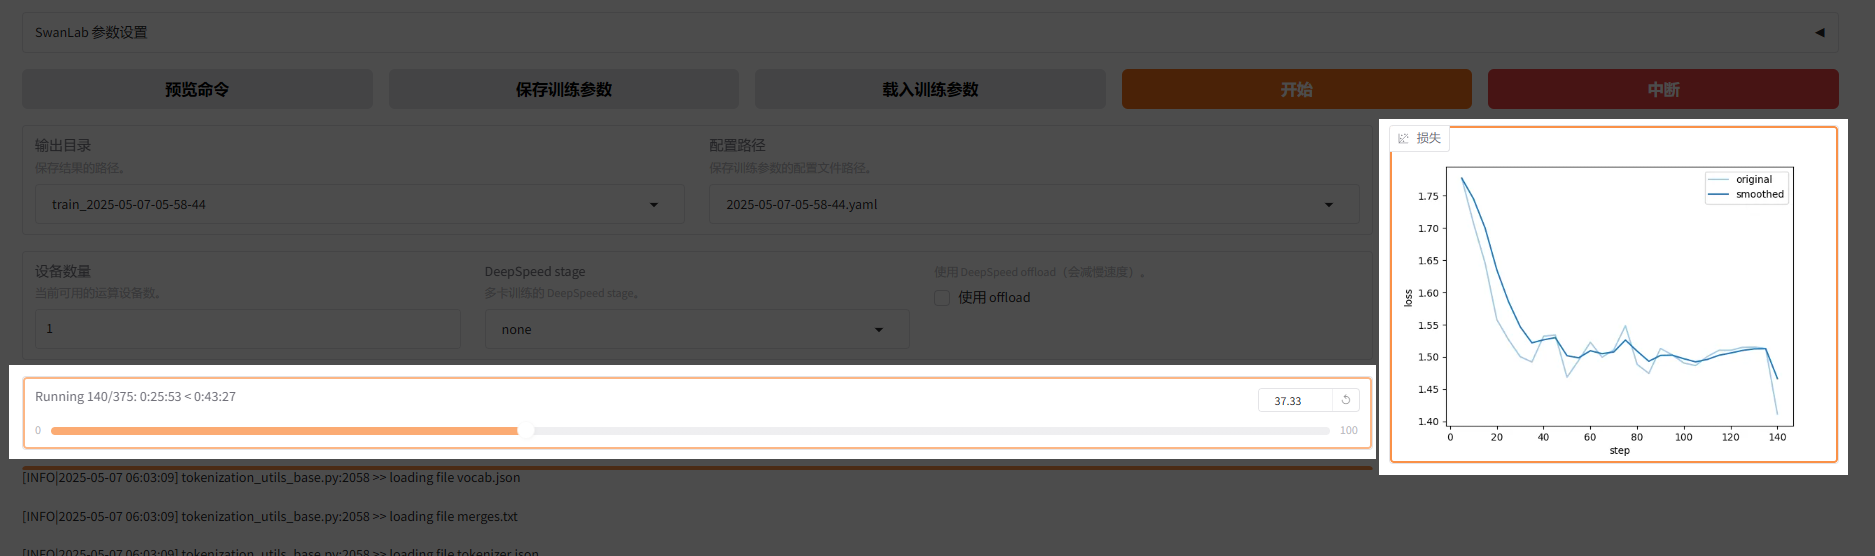 SwanLab 参数设置
预览命令 保存训练参数 载入训练参数 开始 中断
输出目录
保存结果的路径。
train_2025-05-07-05-58-44
配置路径
保存训练参数的配置文件路径。
2025-05-07-05-58-44.yaml
设备数量
当前可用的运算设备数。
1
DeepSpeed stage
多卡训练的 DeepSpeed stage。
none
使用 DeepSpeed offload（会减慢速度）。
使用 offload
损失
original
smoothed
1.75
1.70
1.65
1.60
1.55
1.50
1.45
1.40
loss
0 20 40 60 80 100 120 140
step
Running 140/375: 0:25:53 < 0:43:27
37.33
0 100
[INFO|2025-05-07 06:03:09] tokenization_utils_base.py:2058 >> loading file vocab.json
[INFO|2025-05-07 06:03:09] tokenization_utils_base.py:2058 >> loading file merges.txt
[INFO|2025-05-07 06:03:09] tokenization_utils_base.py:2058 >> loading file tokenizer.json